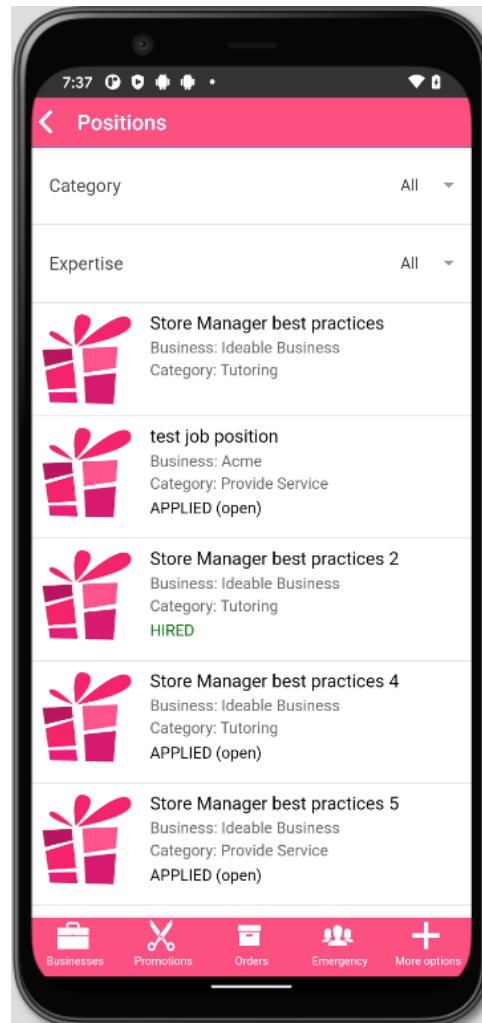 7:37
Positions
Category All
Expertise All
Store Manager best practices
Business: Ideable Business
Category: Tutoring
test job position
Business: Acme
Category: Provide Service
APPLIED (open)
Store Manager best practices 2
Business: Ideable Business
Category: Tutoring
HIRED
Store Manager best practices 4
Business: Ideable Business
Category: Tutoring
APPLIED (open)
Store Manager best practices 5
Business: Ideable Business
Category: Provide Service
APPLIED (open)
Businesses Promotions Orders Emergency More options